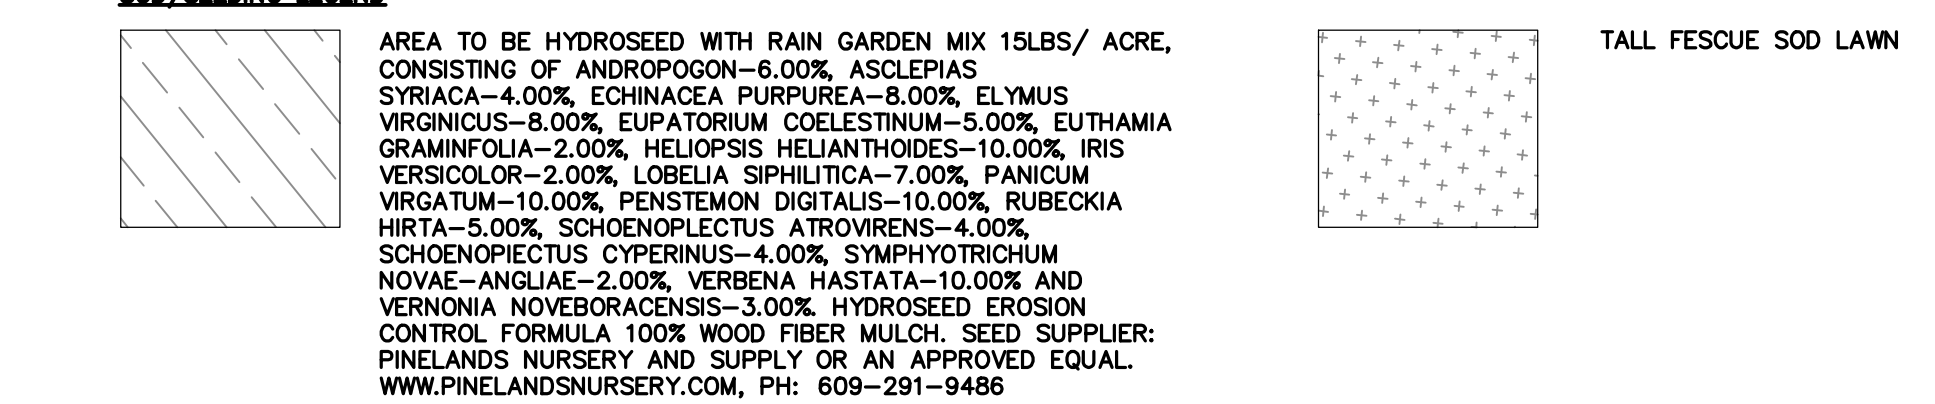 AREA TO BE HYDROSEED WITH RAIN GARDEN MIX 15LBS/ ACRE,
CONSISTING OF ANDROPOGON–6.00%, ASCLEPIAS
SYRIACA–4.00%, ECHINACEA PURPUREA–8.00%, ELYMUS
VIRGINICUS–8.00%, EUPATORIUM COELESTINUM–5.00%, EUTHAMIA
GRAMINFOLIA–2.00%, HELIOPSIS HELIANTHOIDES–10.00%, IRIS
VERSICOLOR–2.00%, LOBELIA SIPHILITICA–7.00%, PANICUM
VIRGATUM–10.00%, PENSTEMON DIGITALIS–10.00%, RUBECKIA
HIRTA–5.00%, SCHOENOPLECTUS ATROVIRENS–4.00%,
SCHOENOPIECTUS CYPERINUS–4.00%, SYMPHYOTRICHUM
NOVAE–ANGLIAE–2.00%, VERBENA HASTATA–10.00% AND
VERNONIA NOVEBORACENSIS–3.00%. HYDROSEED EROSION
CONTROL FORMULA 100% WOOD FIBER MULCH. SEED SUPPLIER:
PINELANDS NURSERY AND SUPPLY OR AN APPROVED EQUAL.
WWW.PINELANDSNURSERY.COM, PH: 609–291–9486
TALL FESCUE SOD LAWN